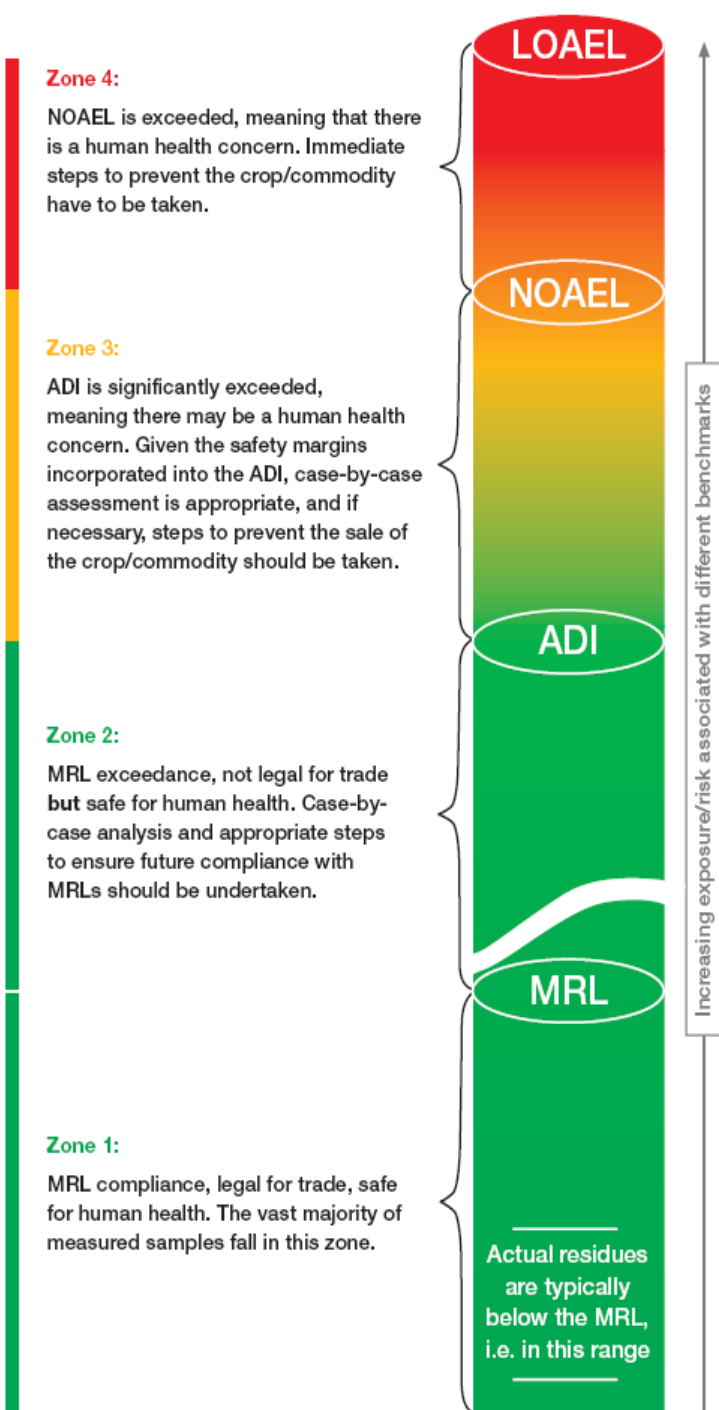 LOAEL
Zone 4:
NOAEL is exceeded, meaning that there
is a human health concern. Immediate
steps to prevent the crop/commodity
have to be taken.
NOAEL
Zone 3:
ADI is significantly exceeded,
meaning there may be a human health
concern. Given the safety margins
incorporated into the ADI, case-by-case
assessment is appropriate, and if
necessary, steps to prevent the sale of
the crop/commodity should be taken.
ADI
Zone 2:
MRL exceedance, not legal for trade
but safe for human health. Case-by-
case analysis and appropriate steps
to ensure future compliance with
MRLs should be undertaken.
MRL
Zone 1:
MRL compliance, legal for trade, safe
for human health. The vast majority of
measured samples fall in this zone.
Actual residues
are typically
below the MRL,
i.e. in this range
Increasing exposure/risk associated with different benchmarks